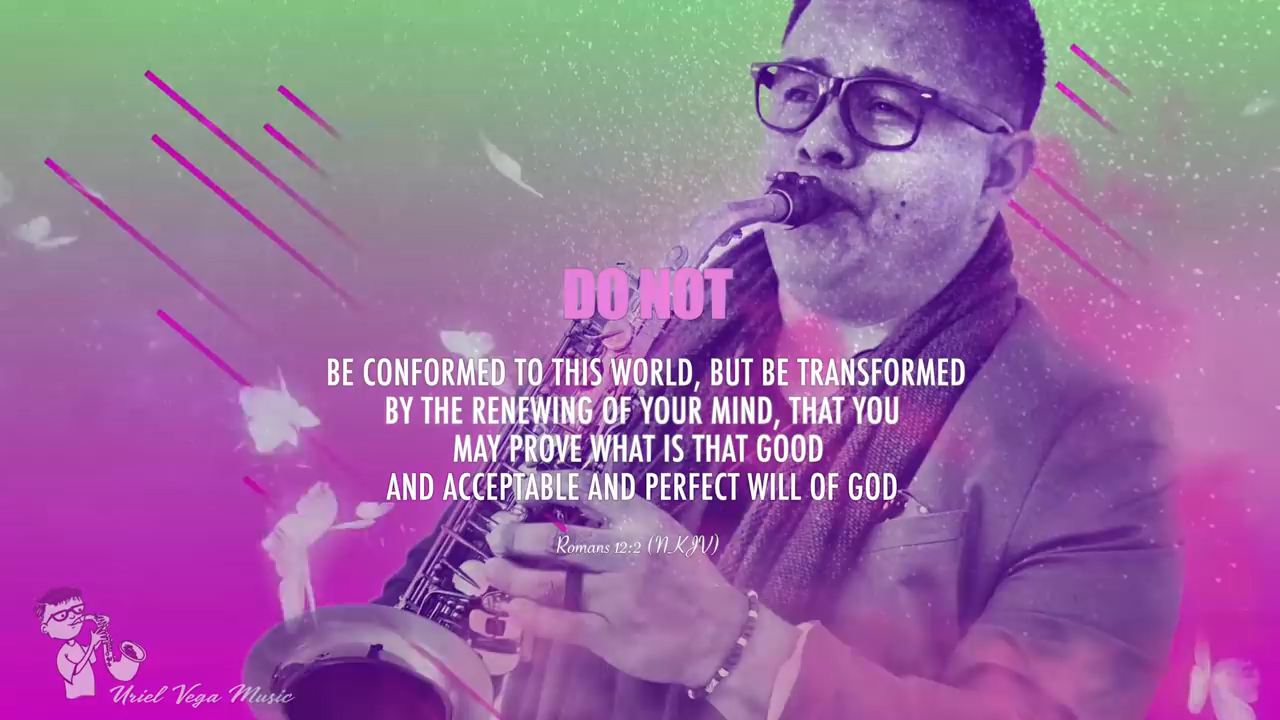 DO NOT
BE CONFORMED TO THIS WORLD, BUT BE TRANSFORMED
BY THE RENEWING OF YOUR MIND, THAT YOU
MAY PROVE WHAT IS THAT GOOD
AND ACCEPTABLE AND PERFECT WILL OF GOD
Romans 12:2 (NKJV)
Uriel Vega Music